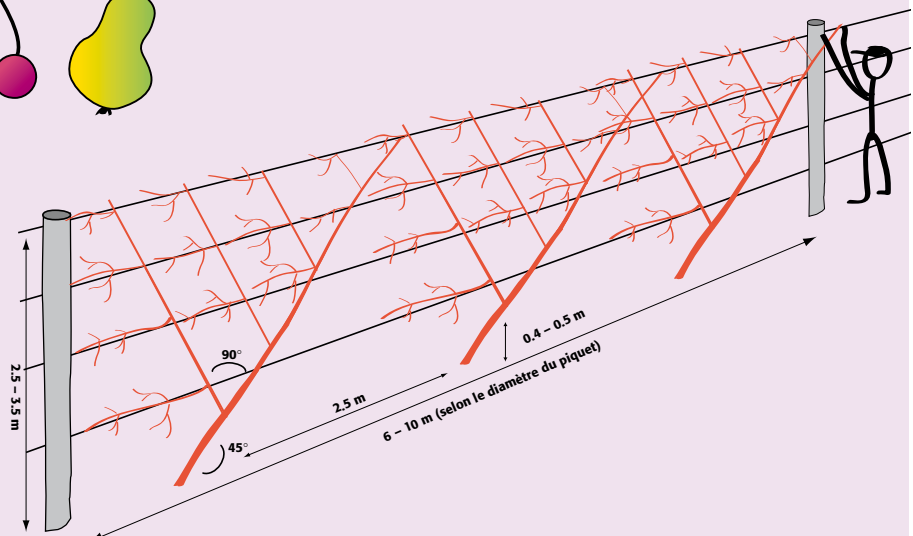 2.5 – 3.5 m
90°
45°
2.5 m
0.4 – 0.5 m
6 – 10 m (selon le diamètre du piquet)